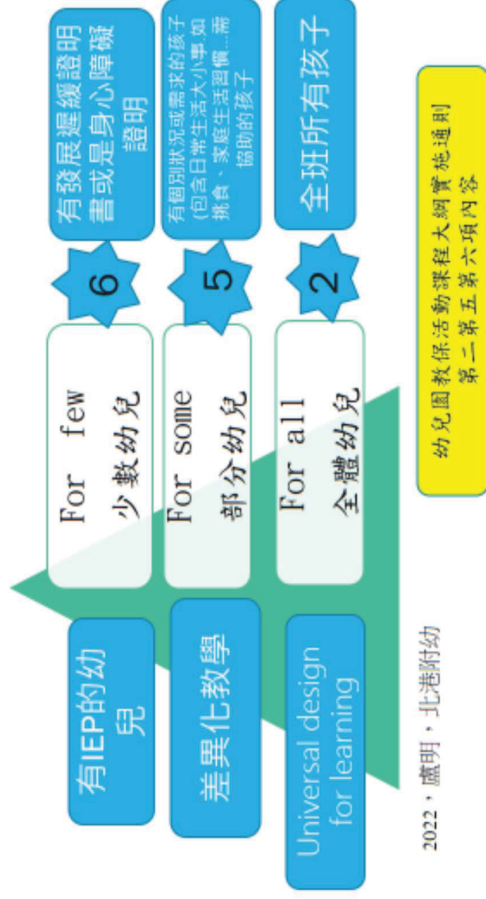 有IEP的幼
兒
For few
少數幼兒
6
有發展遲緩證明
書或是身心障礙
證明
差異化教學
For some
部分幼兒
5
有個別狀況或需求的孩子
(包含日常生活大小事,如
挑食、家庭生活習慣...需
協助的孩子
Universal design
for learning
For all
全體幼兒
2
全班所有孩子
2022,盧明,北港附幼
幼兒園教保活動課程大綱實施通則
第二第五第六項內容